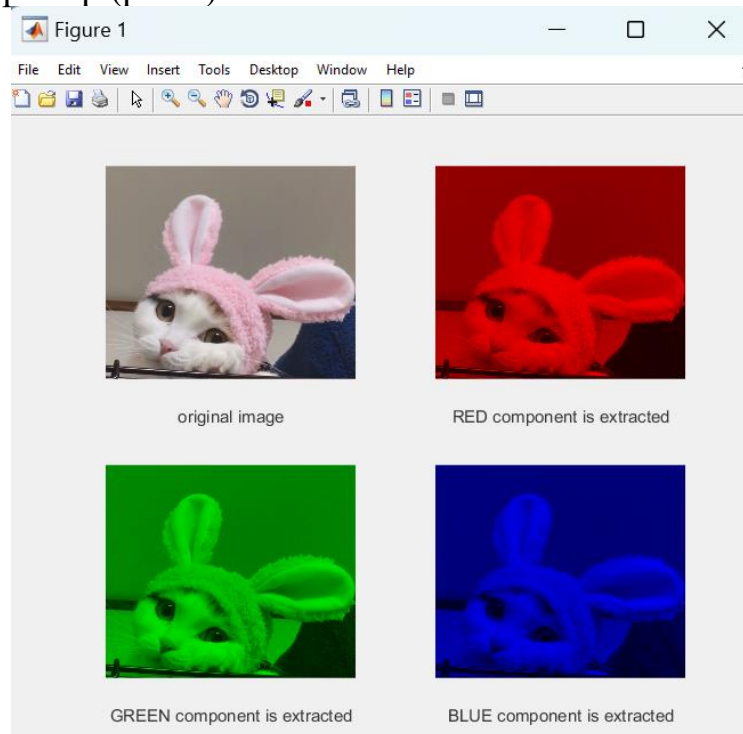 Figure 1
File Edit View Insert Tools Desktop Window Help
original image
RED component is extracted
GREEN component is extracted
BLUE component is extracted